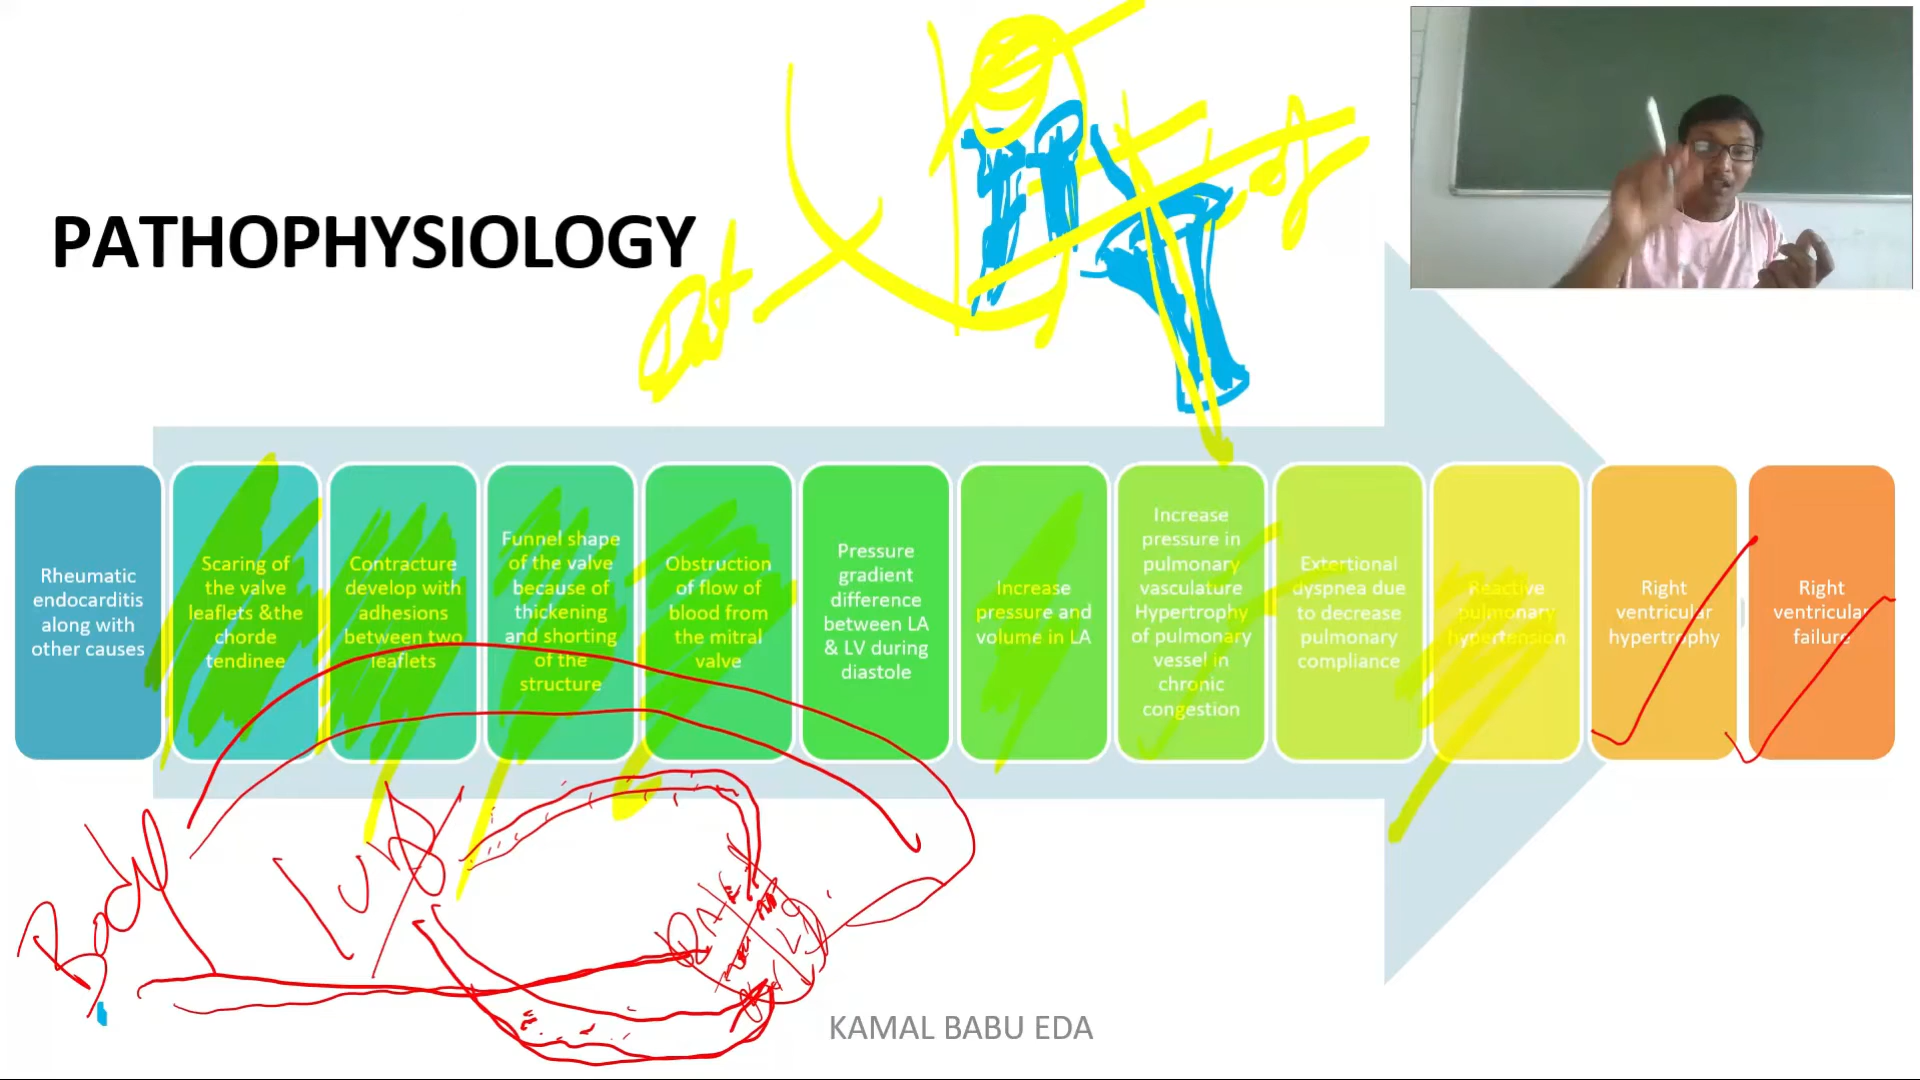 PATHOPHYSIOLOGY
Rheumatic
endocarditis
along with
other causes
Scaring of
the valve
leaflets &the
chorde
tendinee
Contracture
develop with
adhesions
between two
leaflets
Funnel shape
of the valve
because of
thickening
and shorting
of the
structure
Obstruction
of flow of
blood from
the mitral
valve
Pressure
gradient
difference
between LA
& LV during
diastole
Increase
pressure and
volume in LA
Increase
pressure in
pulmonary
vasculature
Hypertrophy
of pulmonary
vessel in
chronic
congestion
Extertional
dyspnea due
to decrease
pulmonary
compliance
Reactive
pulmonary
hypertension
Right
ventricular
hypertrophy
Right
ventricular
failure
Body
KAMAL BABU EDA